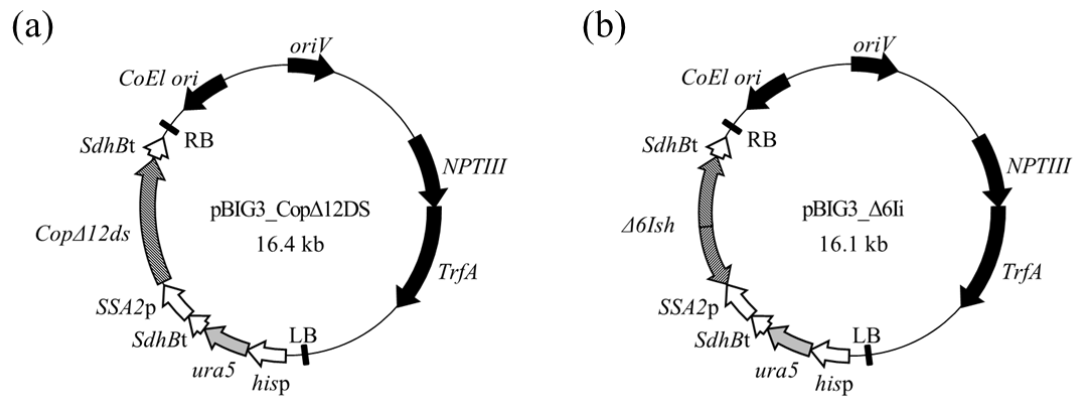 (a)
oriV
CoEl ori
RB
SdhBt
NPTIII
pBIG3_CopΔ12DS
16.4 kb
CopΔ12ds
TrfA
SSA2p
SdhBt
LB
ura5
hisp
(b)
oriV
CoEl ori
RB
SdhBt
NPTIII
pBIG3_Δ6Ii
16.1 kb
Δ6Ish
TrfA
SSA2p
SdhBt
LB
ura5
hisp